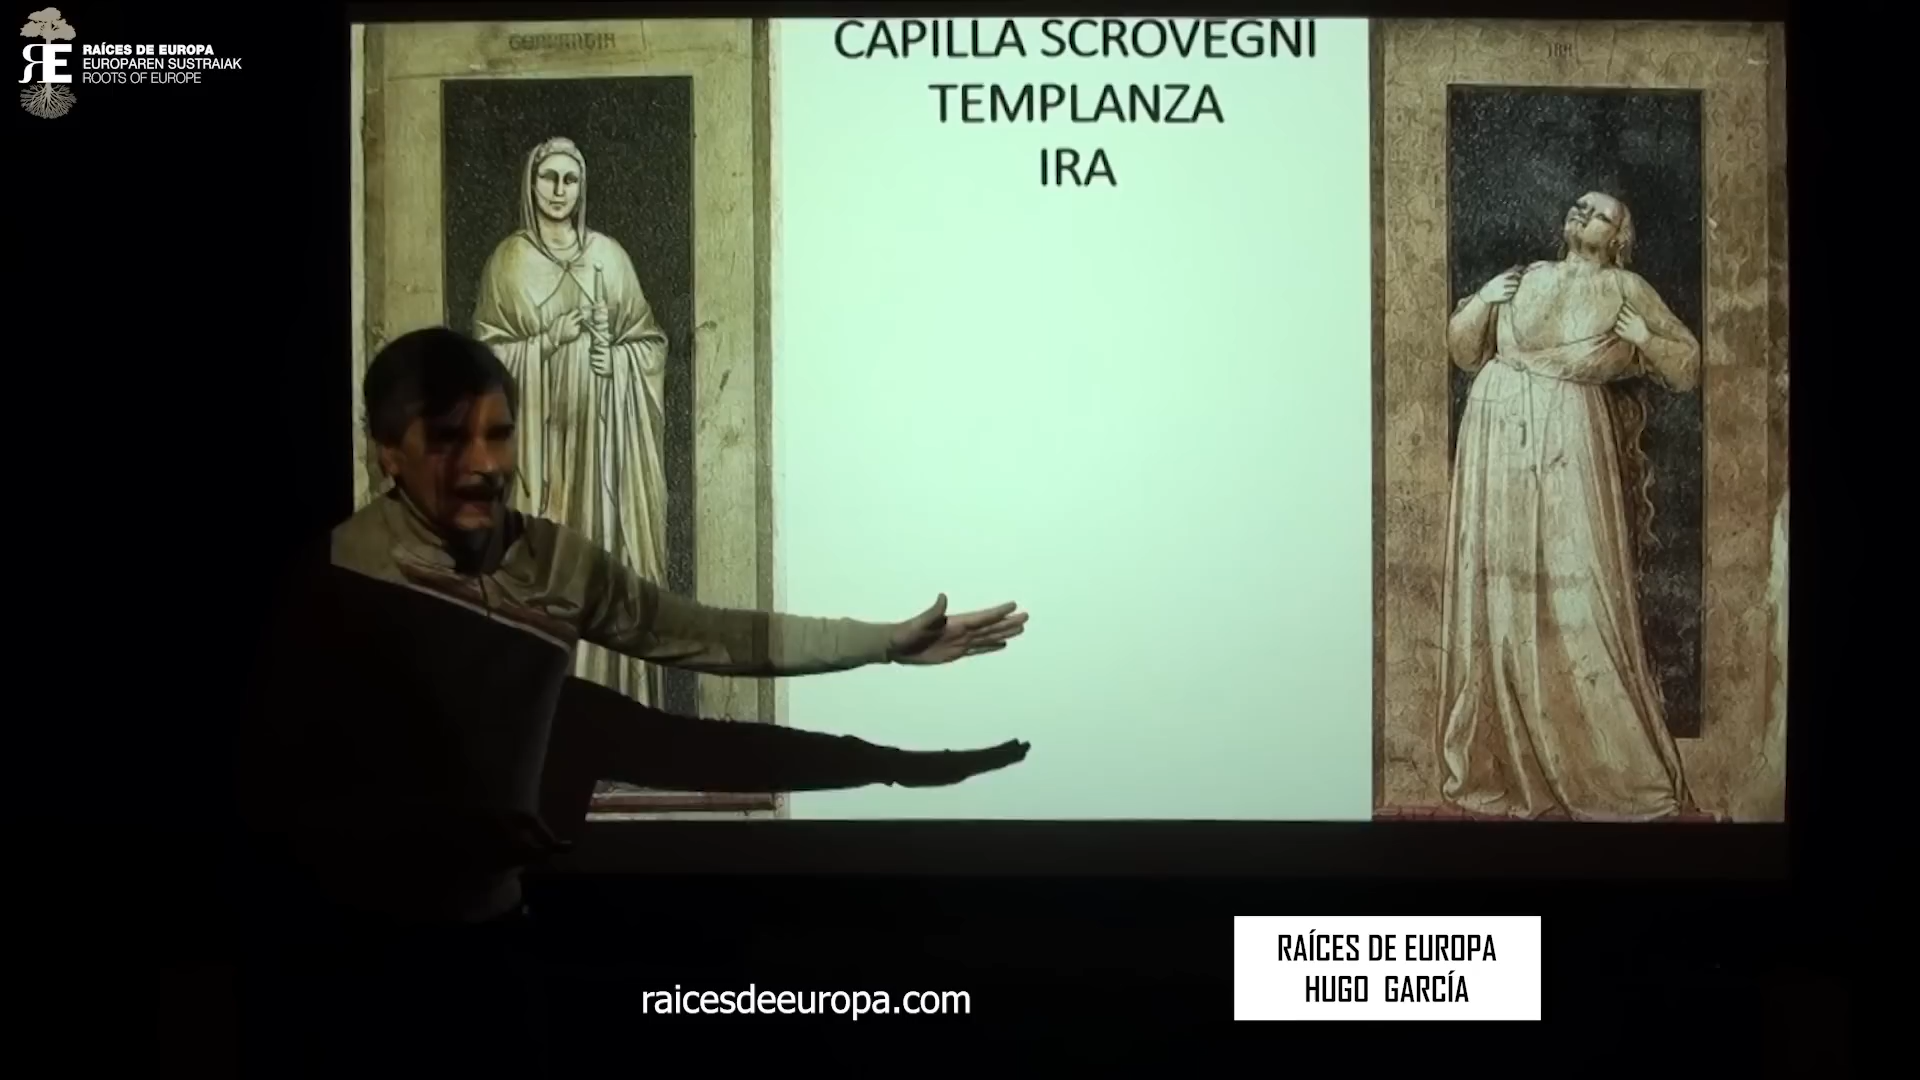 RAÍCES DE EUROPA
EUROPAREN SUSTRAIAK
ROOTS OF EUROPE
CAPILLA SCROVEGNI
TEMPLANZA
IRA
IRA
RAÍCES DE EUROPA
HUGO GARCÍA
raicesdeeuropa.com